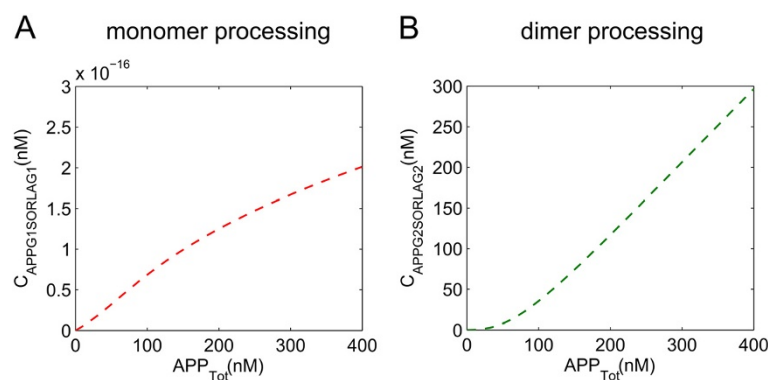 A monomer processing
x 10⁻¹⁶
3
2.5
2
1.5
1
0.5
0
C_APPG1SORLAG1(nM)
0 100 200 300 400
APP_Tot(nM)
B dimer processing
300
250
200
150
100
50
0
C_APPG2SORLAG2(nM)
0 100 200 300 400
APP_Tot(nM)